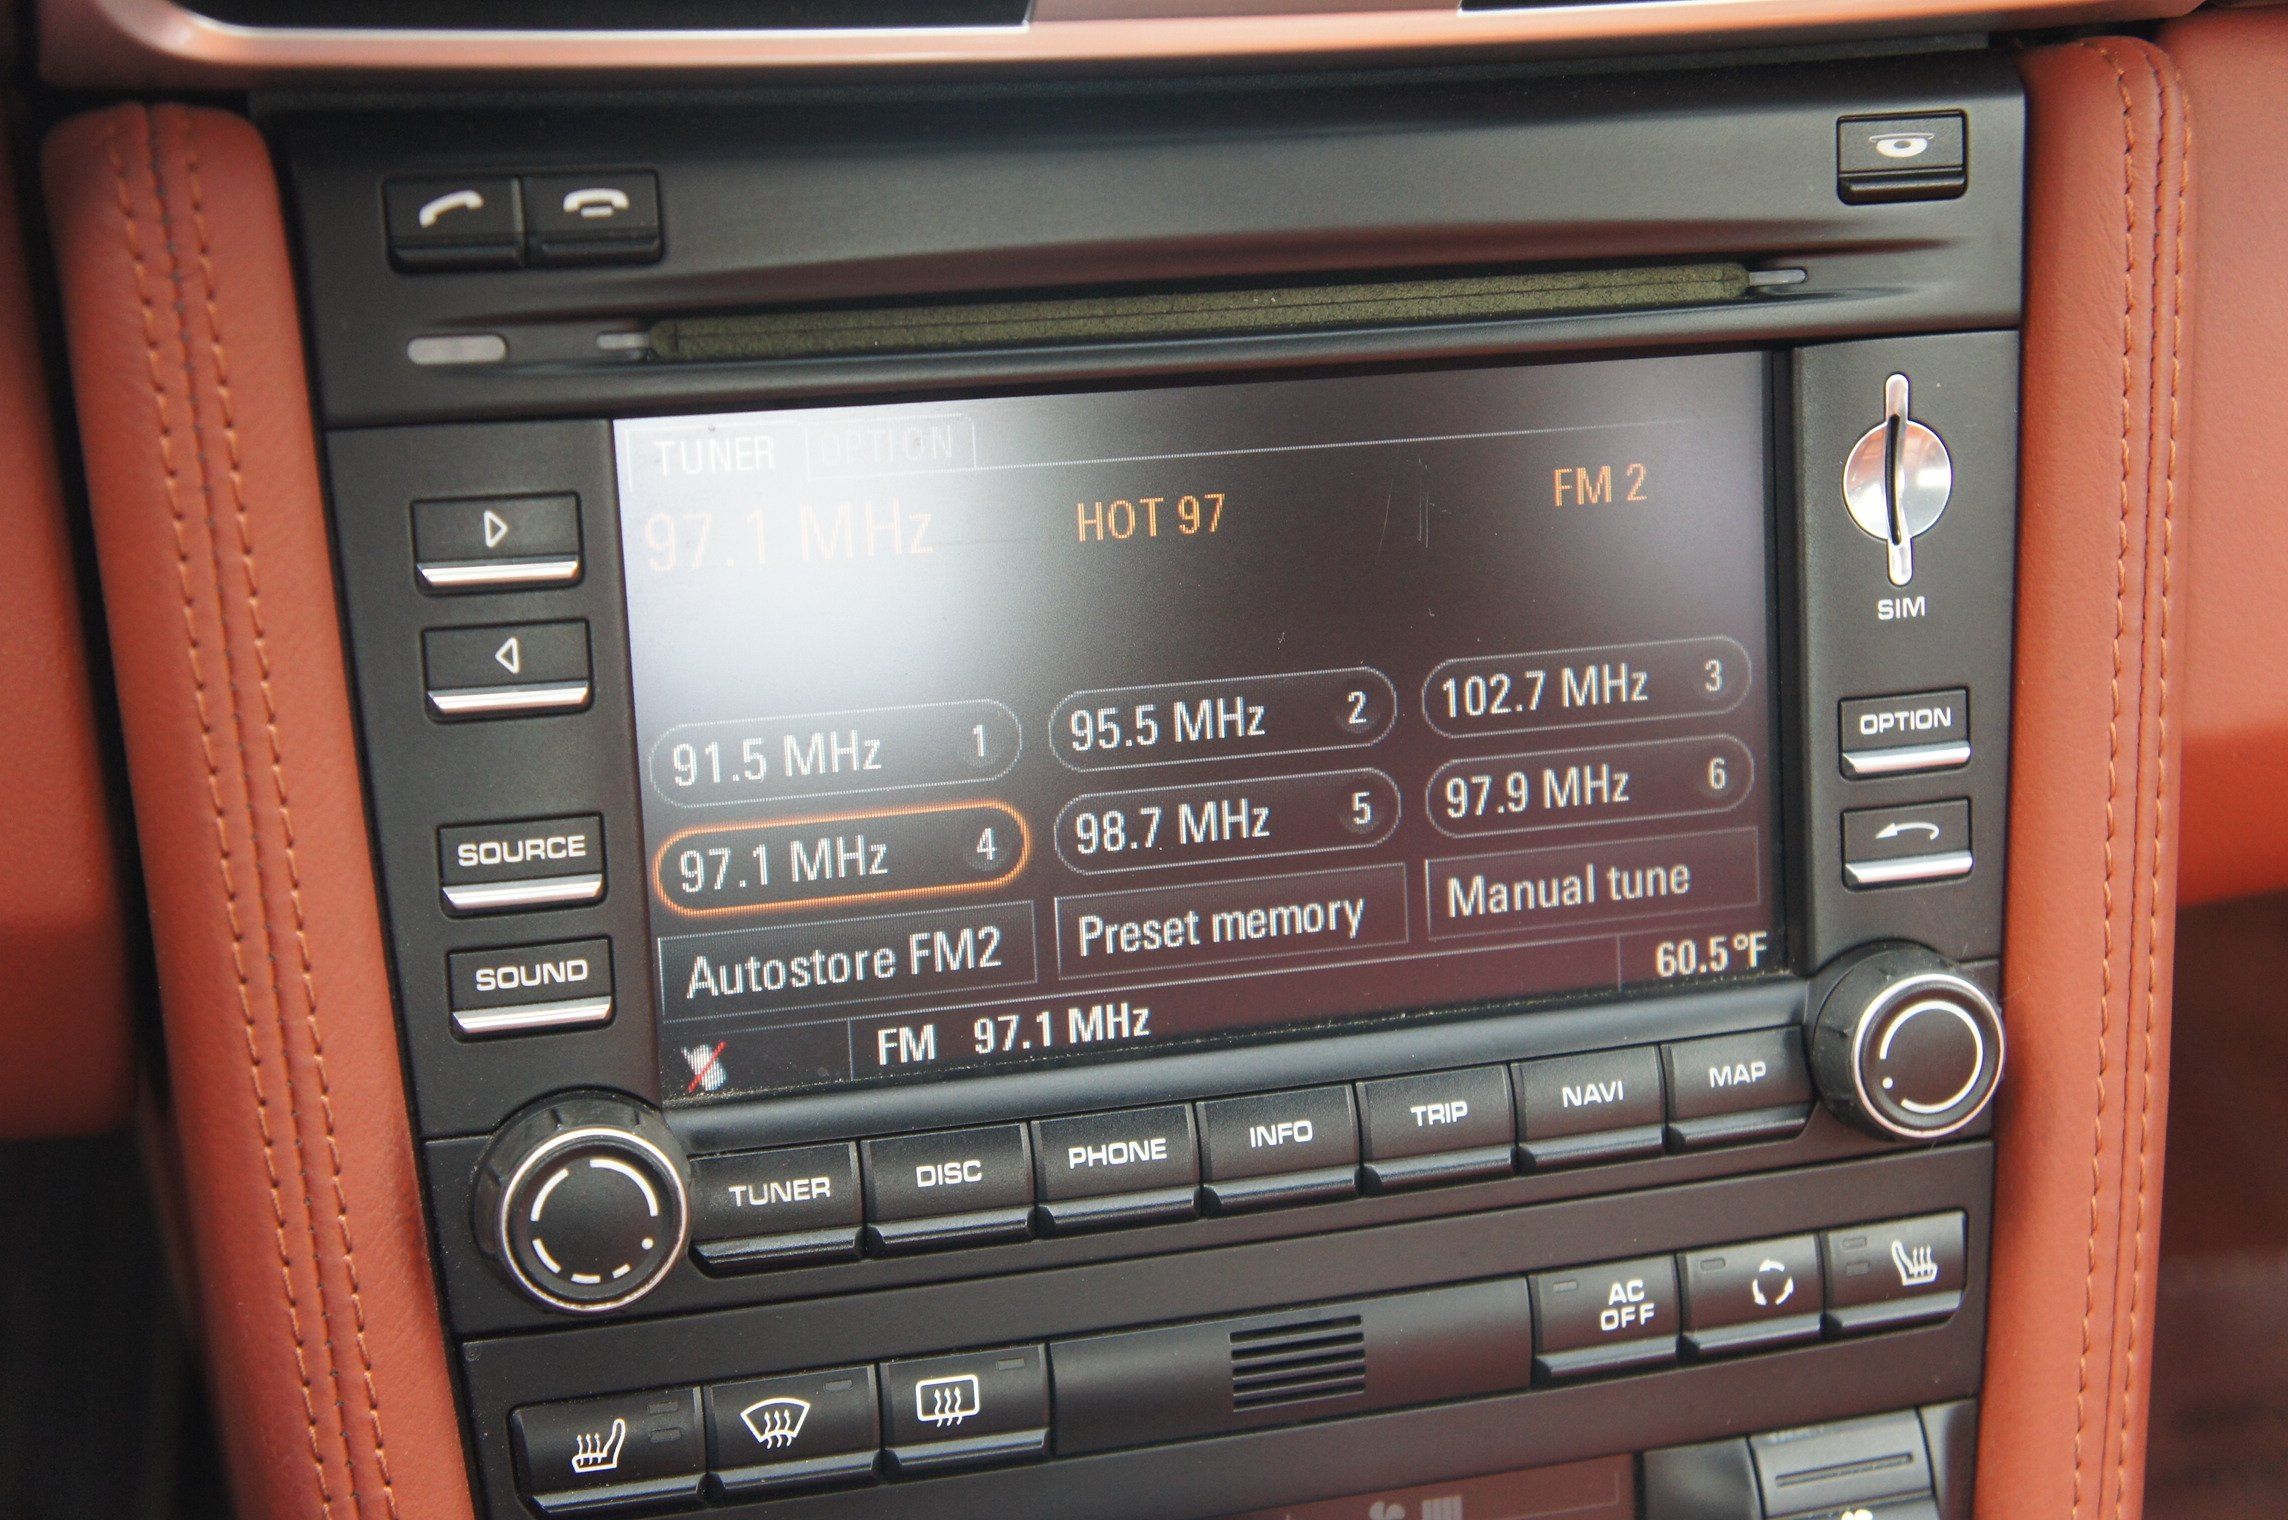 TUNER OPTION
97.1 MHz HOT 97 FM 2
SIM
91.5 MHz 1 95.5 MHz 2 102.7 MHz 3
OPTION
97.1 MHz 4 98.7 MHz 5 97.9 MHz 6
SOURCE
Autostore FM2 Preset memory Manual tune
SOUND
FM 97.1 MHz 60.5°F
TUNER DISC PHONE INFO TRIP NAVI MAP
AC
OFF